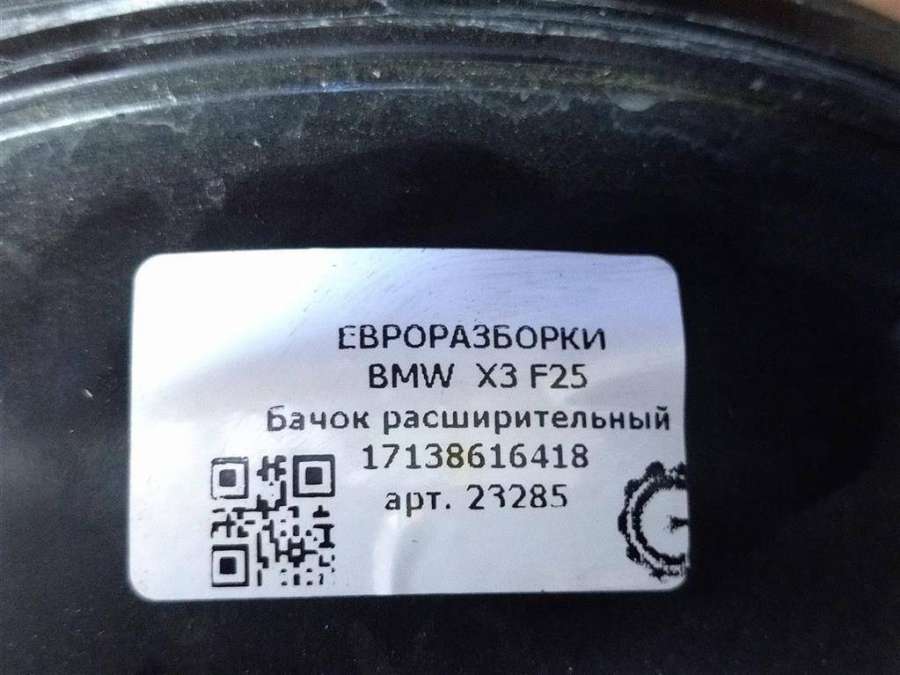 ЕВРОРАЗБОРКИ
BMW X3 F25
Бачок расширительный
17138616418
арт. 23285